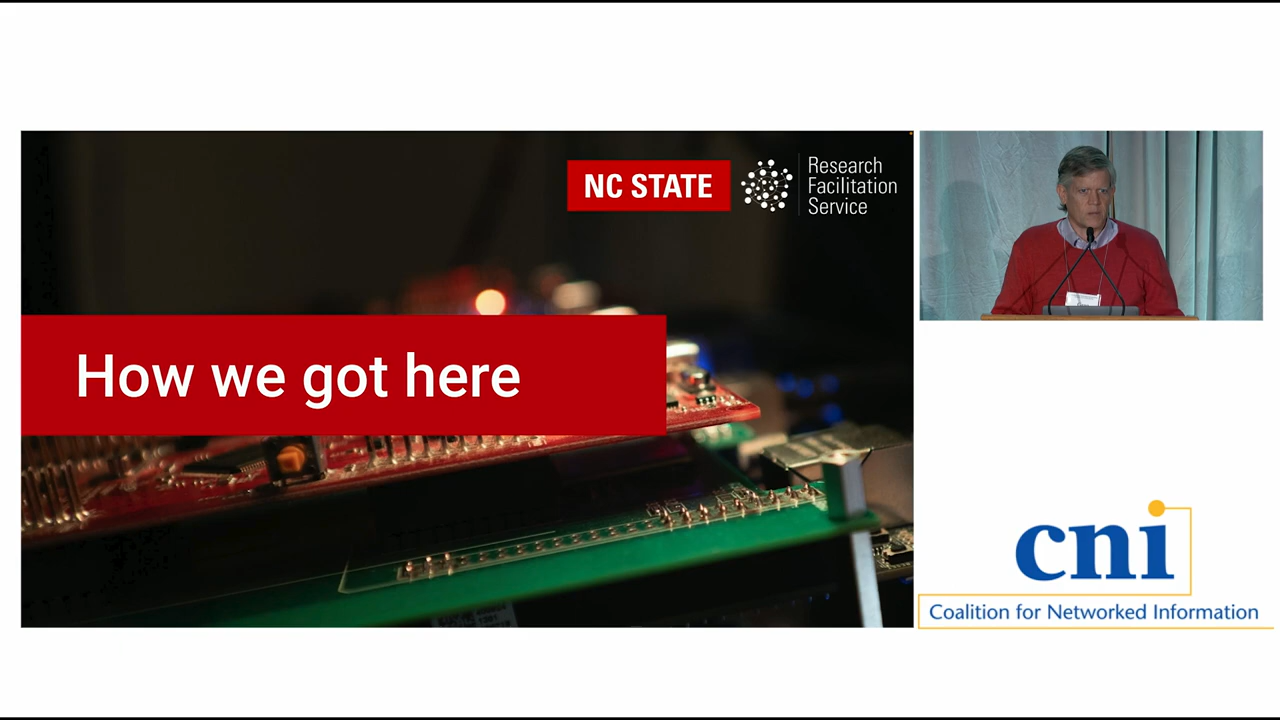 NC STATE
Research
Facilitation
Service
How we got here
cni
Coalition for Networked Information